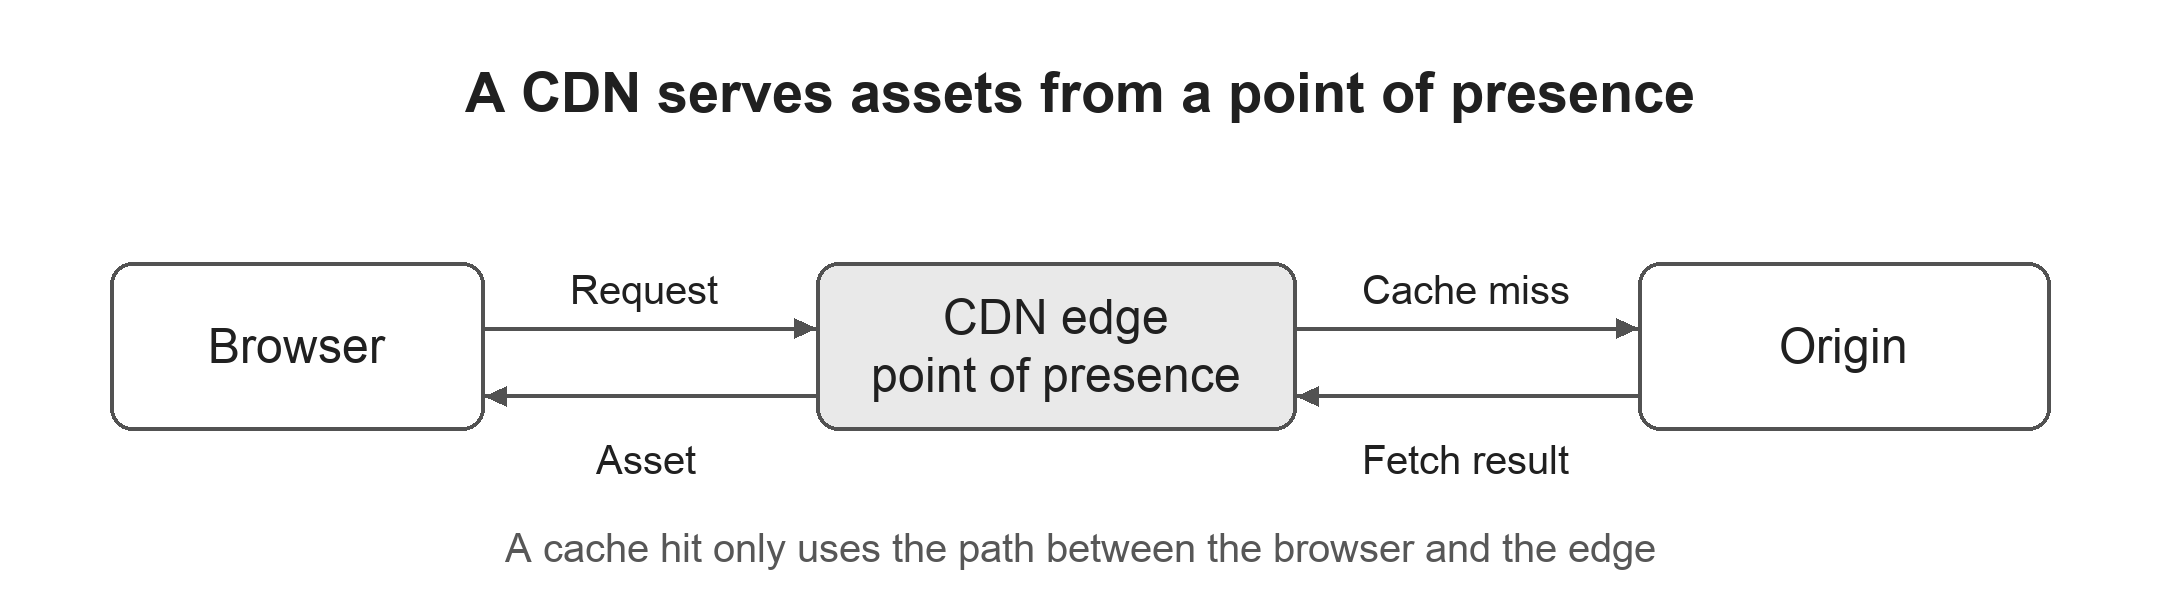 A CDN serves assets from a point of presence
Request
Cache miss
Browser
CDN edge
point of presence
Origin
Asset
Fetch result
A cache hit only uses the path between the browser and the edge